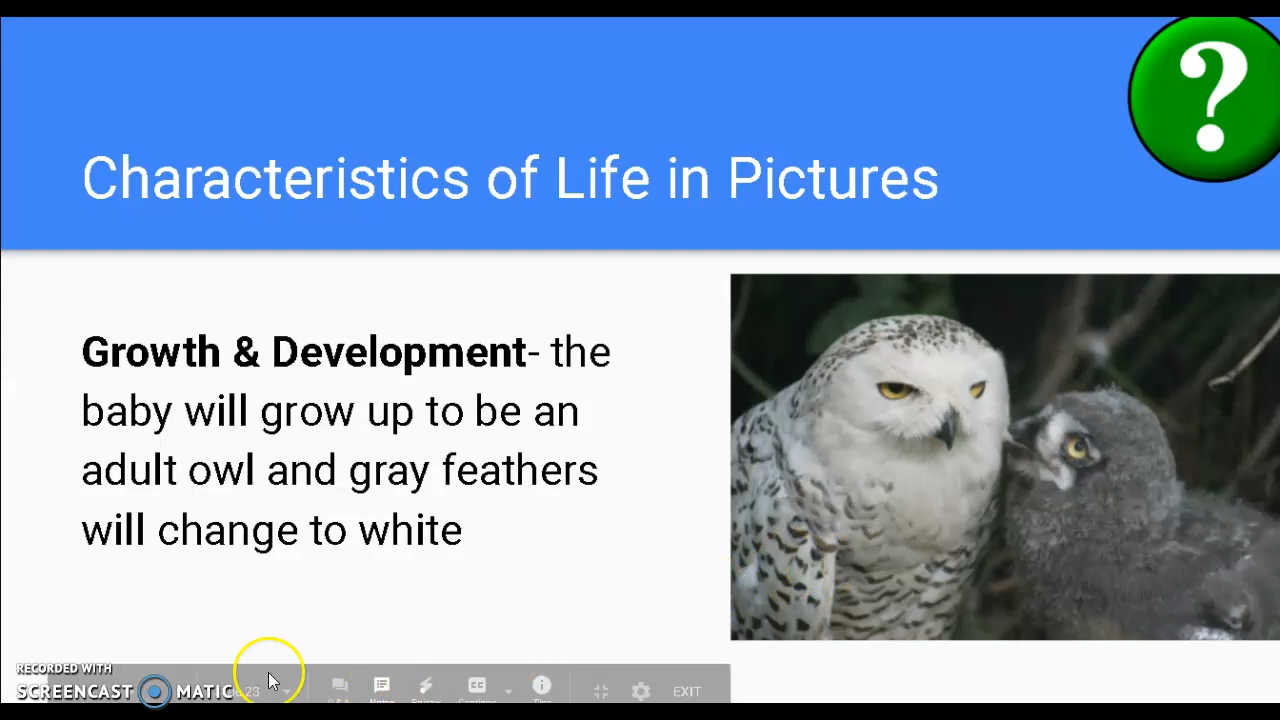 ?
Characteristics of Life in Pictures
Growth & Development- the
baby will grow up to be an
adult owl and gray feathers
will change to white
RECORDED WITH
SCREENCAST MATIC
23
EXIT